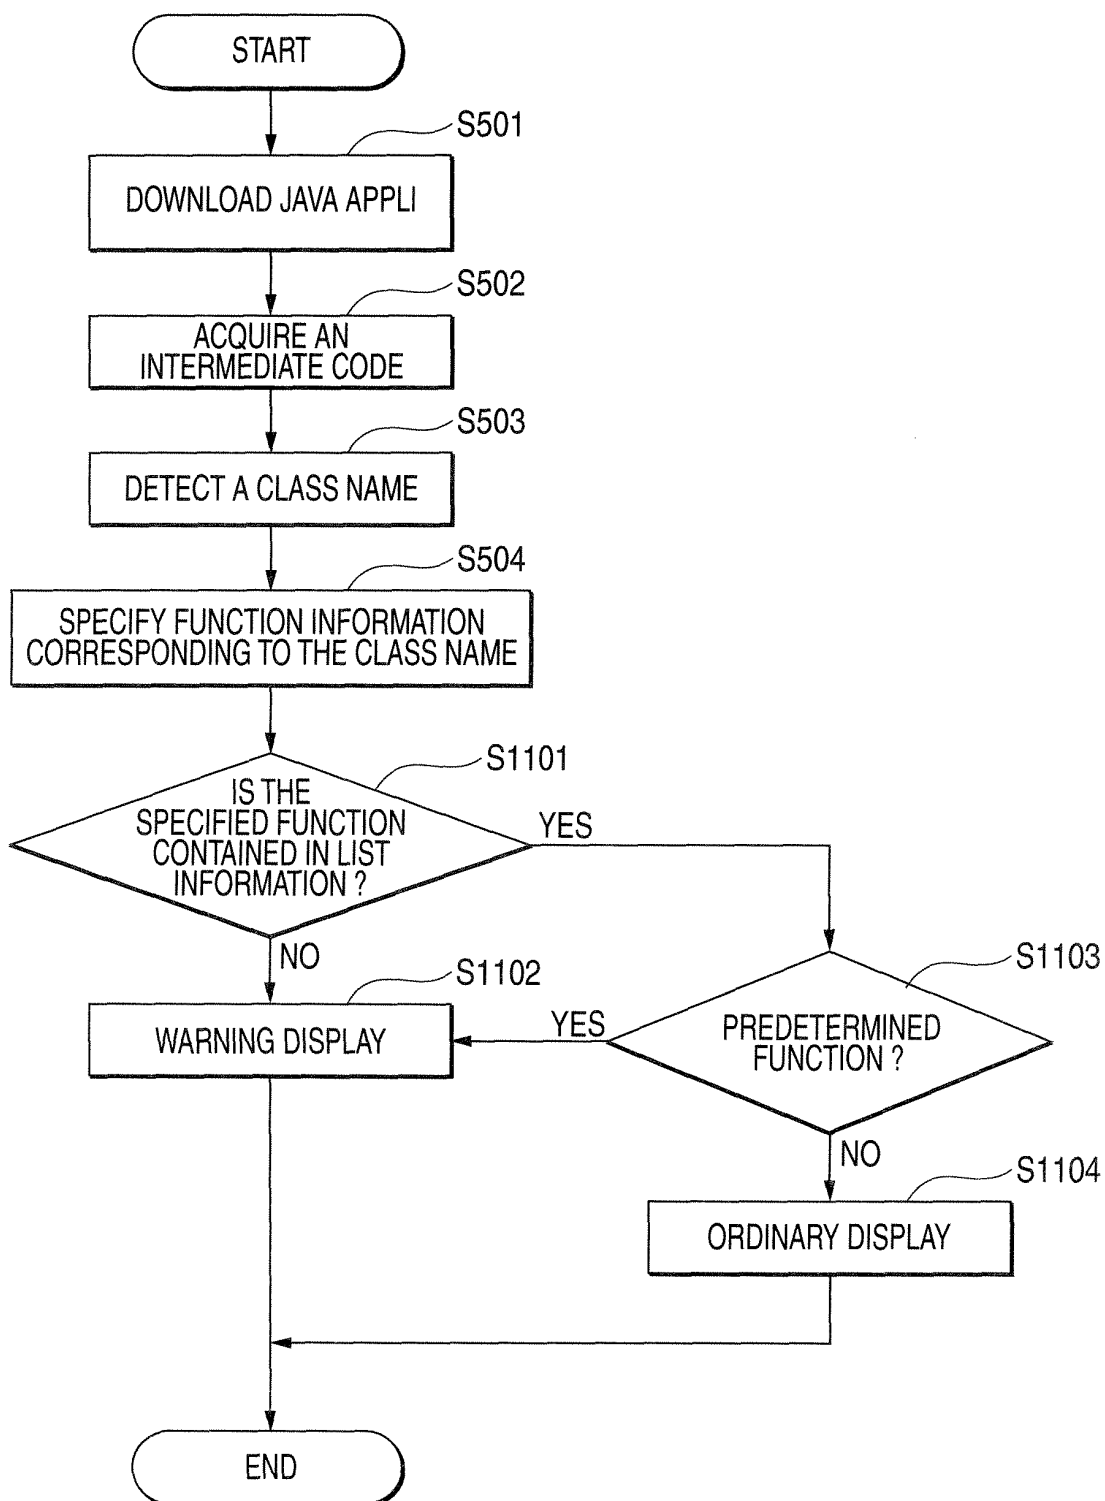 START
S501
DOWNLOAD JAVA APPLI
S502
ACQUIRE AN
INTERMEDIATE CODE
S503
DETECT A CLASS NAME
S504
SPECIFY FUNCTION INFORMATION
CORRESPONDING TO THE CLASS NAME
S1101
IS THE
SPECIFIED FUNCTION
CONTAINED IN LIST
INFORMATION ?
YES
NO
S1102
WARNING DISPLAY
S1103
YES
PREDETERMINED
FUNCTION ?
NO
S1104
ORDINARY DISPLAY
END